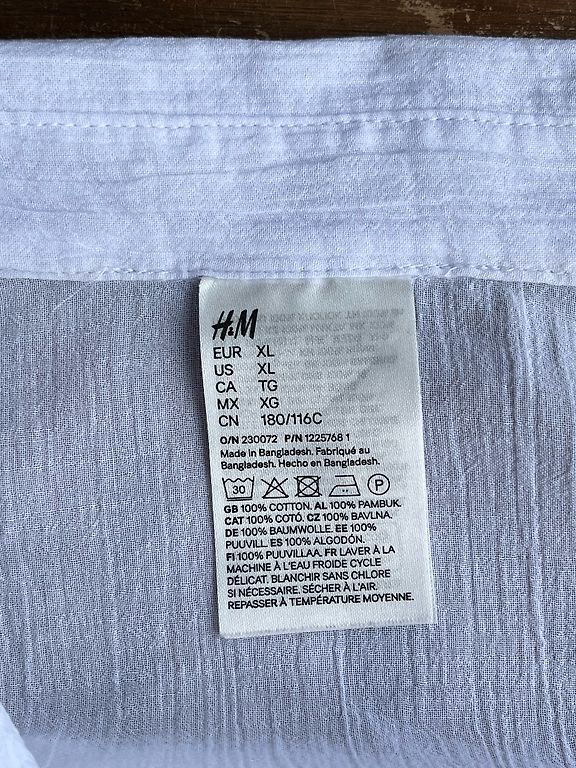 H&M
EUR XL
US XL
CA TG
MX XG
CN 180/116C
O/N 230072 P/N 1225768 1
Made in Bangladesh. Fabriqué au
Bangladesh. Hecho en Bangladesh.
30 P
GB 100% COTTON. AL 100% PAMBUK.
CAT 100% COTÓ. CZ 100% BAVLNA.
DE 100% BAUMWOLLE. EE 100%
PUUVILL. ES 100% ALGODÓN.
FI 100% PUUVILLAA. FR LAVER À LA
MACHINE À L'EAU FROIDE CYCLE
DÉLICAT. BLANCHIR SANS CHLORE
SI NÉCESSAIRE. SÉCHER À L'AIR.
REPASSER À TEMPÉRATURE MOYENNE.